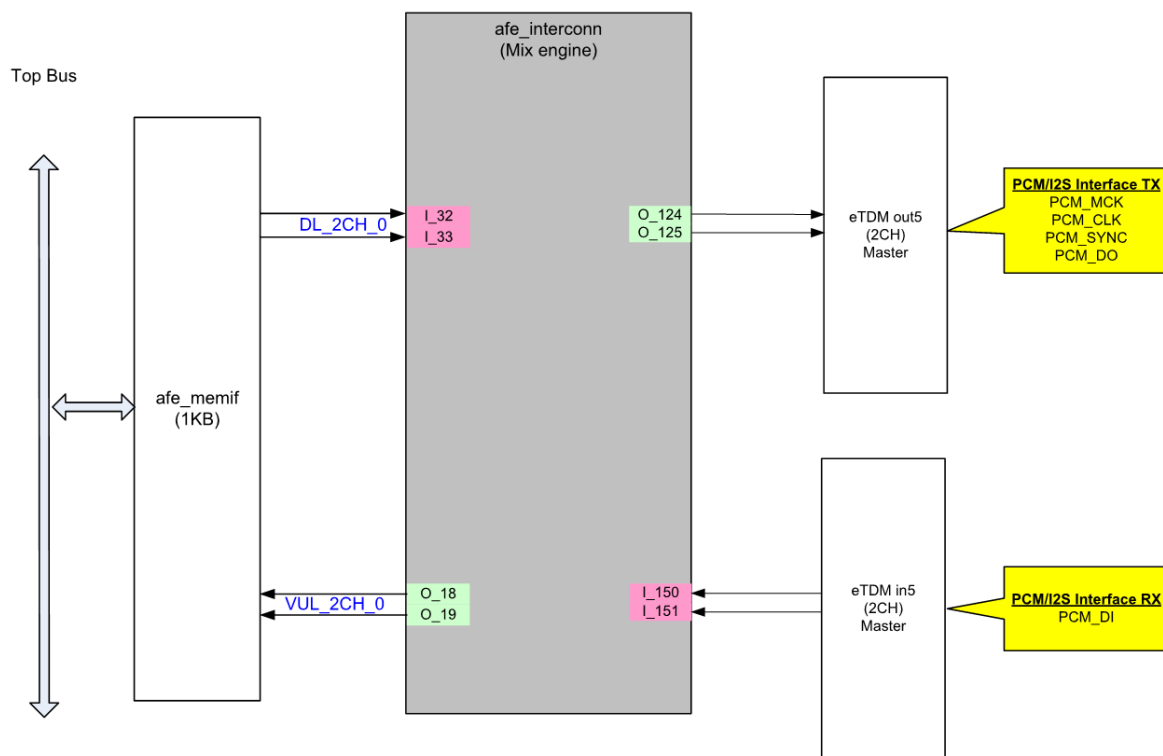 afe_interconn
(Mix engine)
Top Bus
afe_memif
(1KB)
DL_2CH_0
I_32
I_33
O_124
O_125
eTDM out5
(2CH)
Master
PCM/I2S Interface TX
PCM_MCK
PCM_CLK
PCM_SYNC
PCM_DO
VUL_2CH_0
O_18
O_19
I_150
I_151
eTDM in5
(2CH)
Master
PCM/I2S Interface RX
PCM_DI